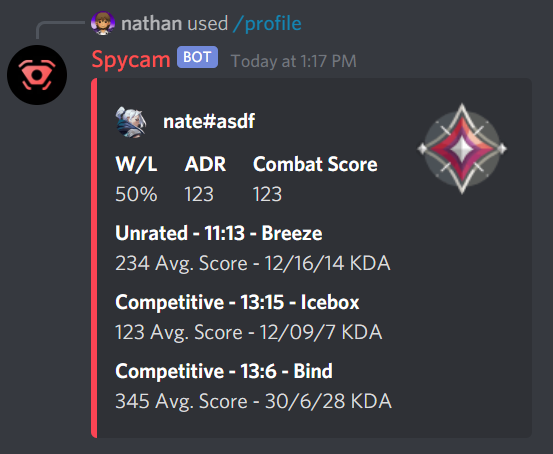 nathan used /profile
Spycam BOT Today at 1:17 PM
nate#asdf
W/L ADR Combat Score
50% 123 123
Unrated - 11:13 - Breeze
234 Avg. Score - 12/16/14 KDA
Competitive - 13:15 - Icebox
123 Avg. Score - 12/09/7 KDA
Competitive - 13:6 - Bind
345 Avg. Score - 30/6/28 KDA